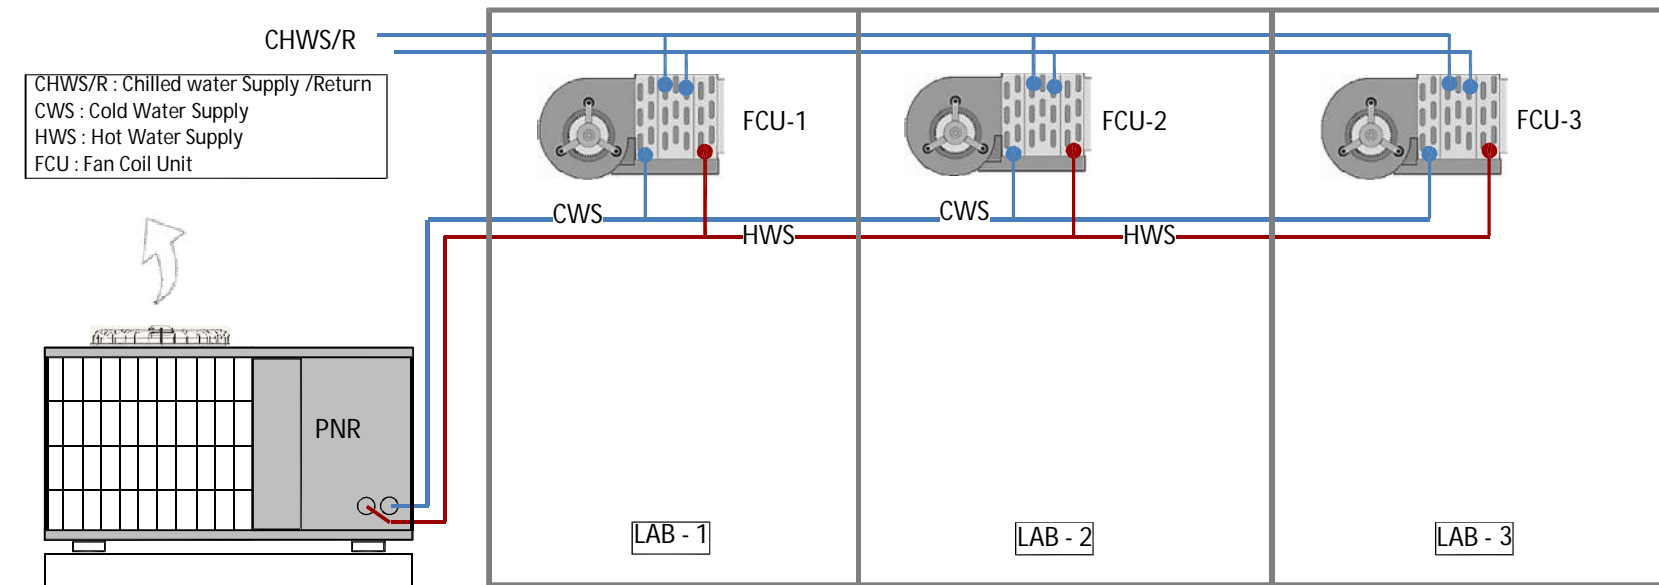 CHWS/R
CHWS/R : Chilled water Supply /Return
CWS : Cold Water Supply
HWS : Hot Water Supply
FCU : Fan Coil Unit
FCU-1
FCU-2
FCU-3
CWS
CWS
HWS
HWS
PNR
LAB - 1
LAB - 2
LAB - 3